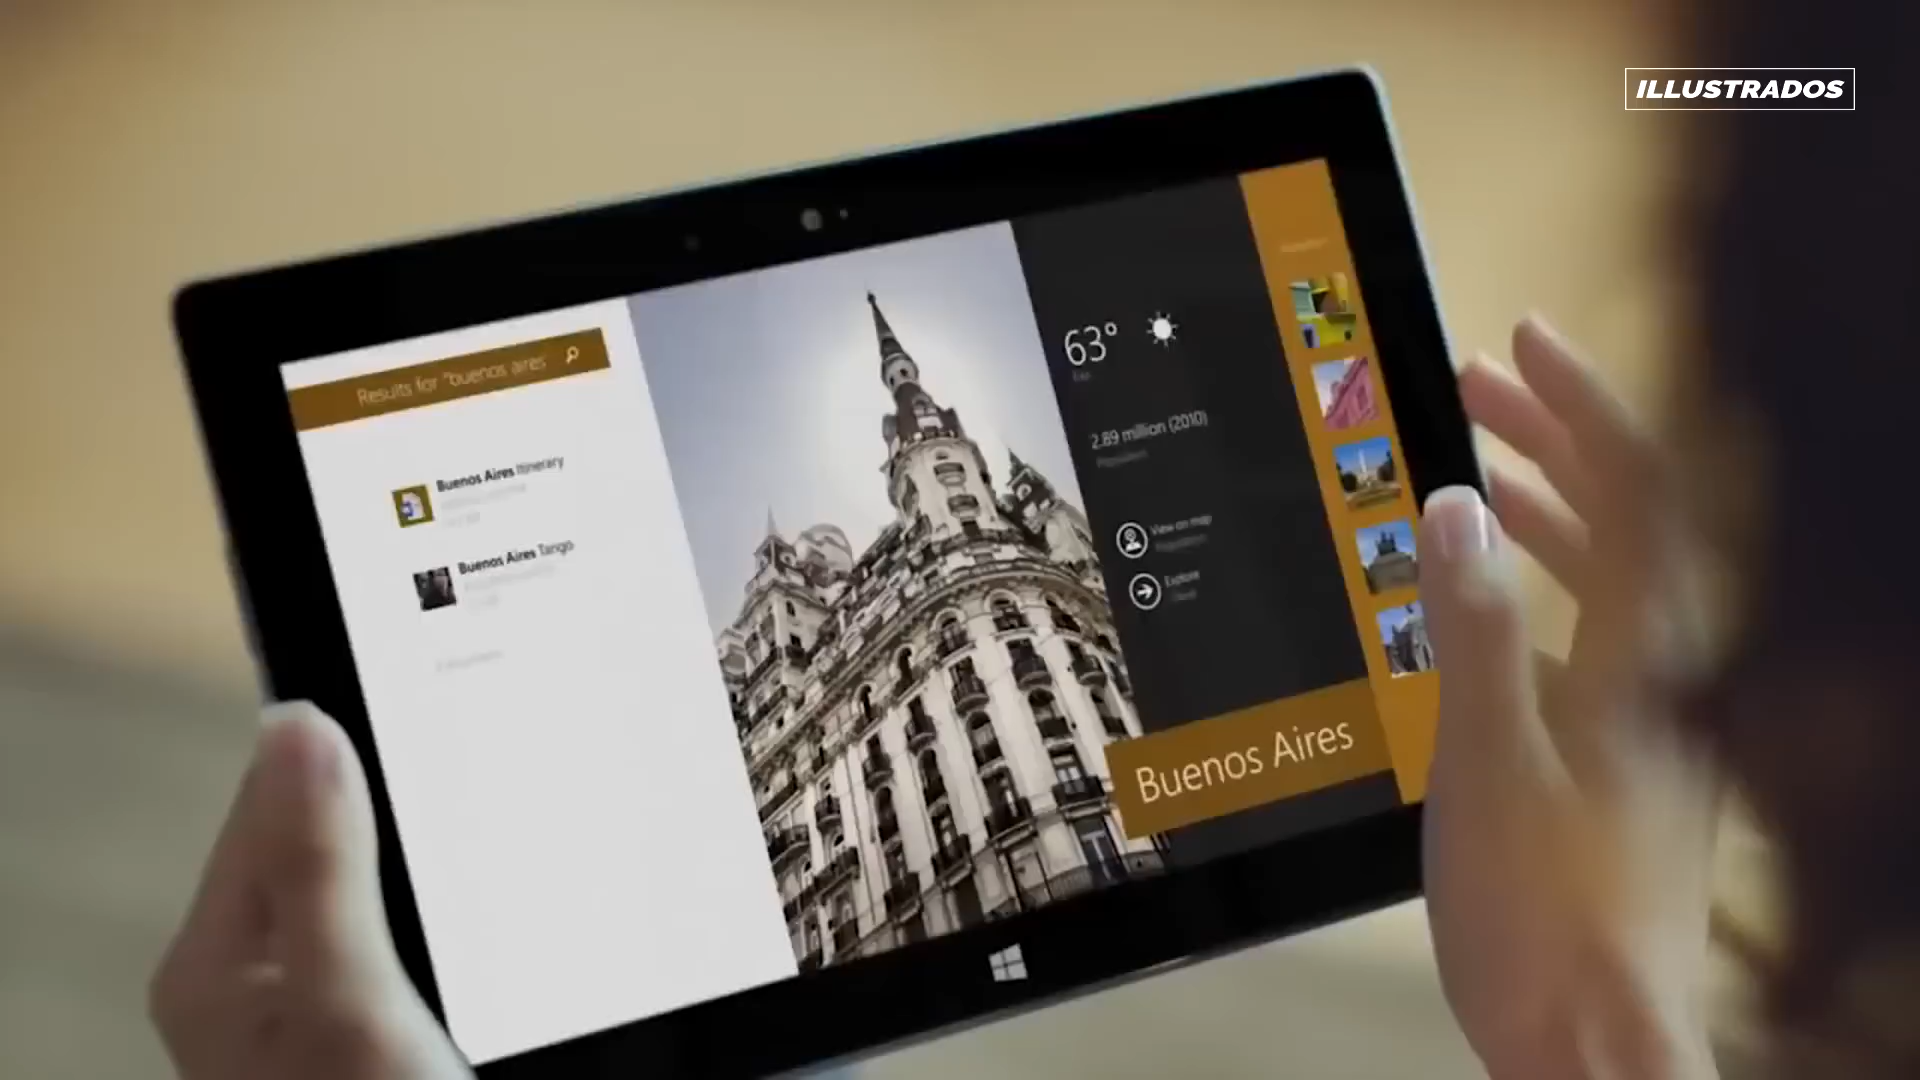 ILLUSTRADOS
Results for "buenos aires"
Buenos Aires Itinerary
Buenos Aires Tango
63°
2.89 million (2010)
Population
View on map
Explore
Buenos Aires